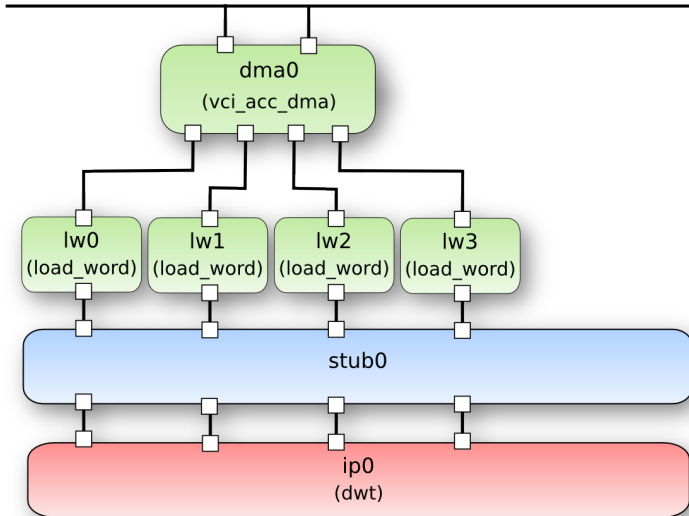 dma0
(vci_acc_dma)
lw0
(load_word)
lw1
(load_word)
lw2
(load_word)
lw3
(load_word)
stub0
ip0
(dwt)